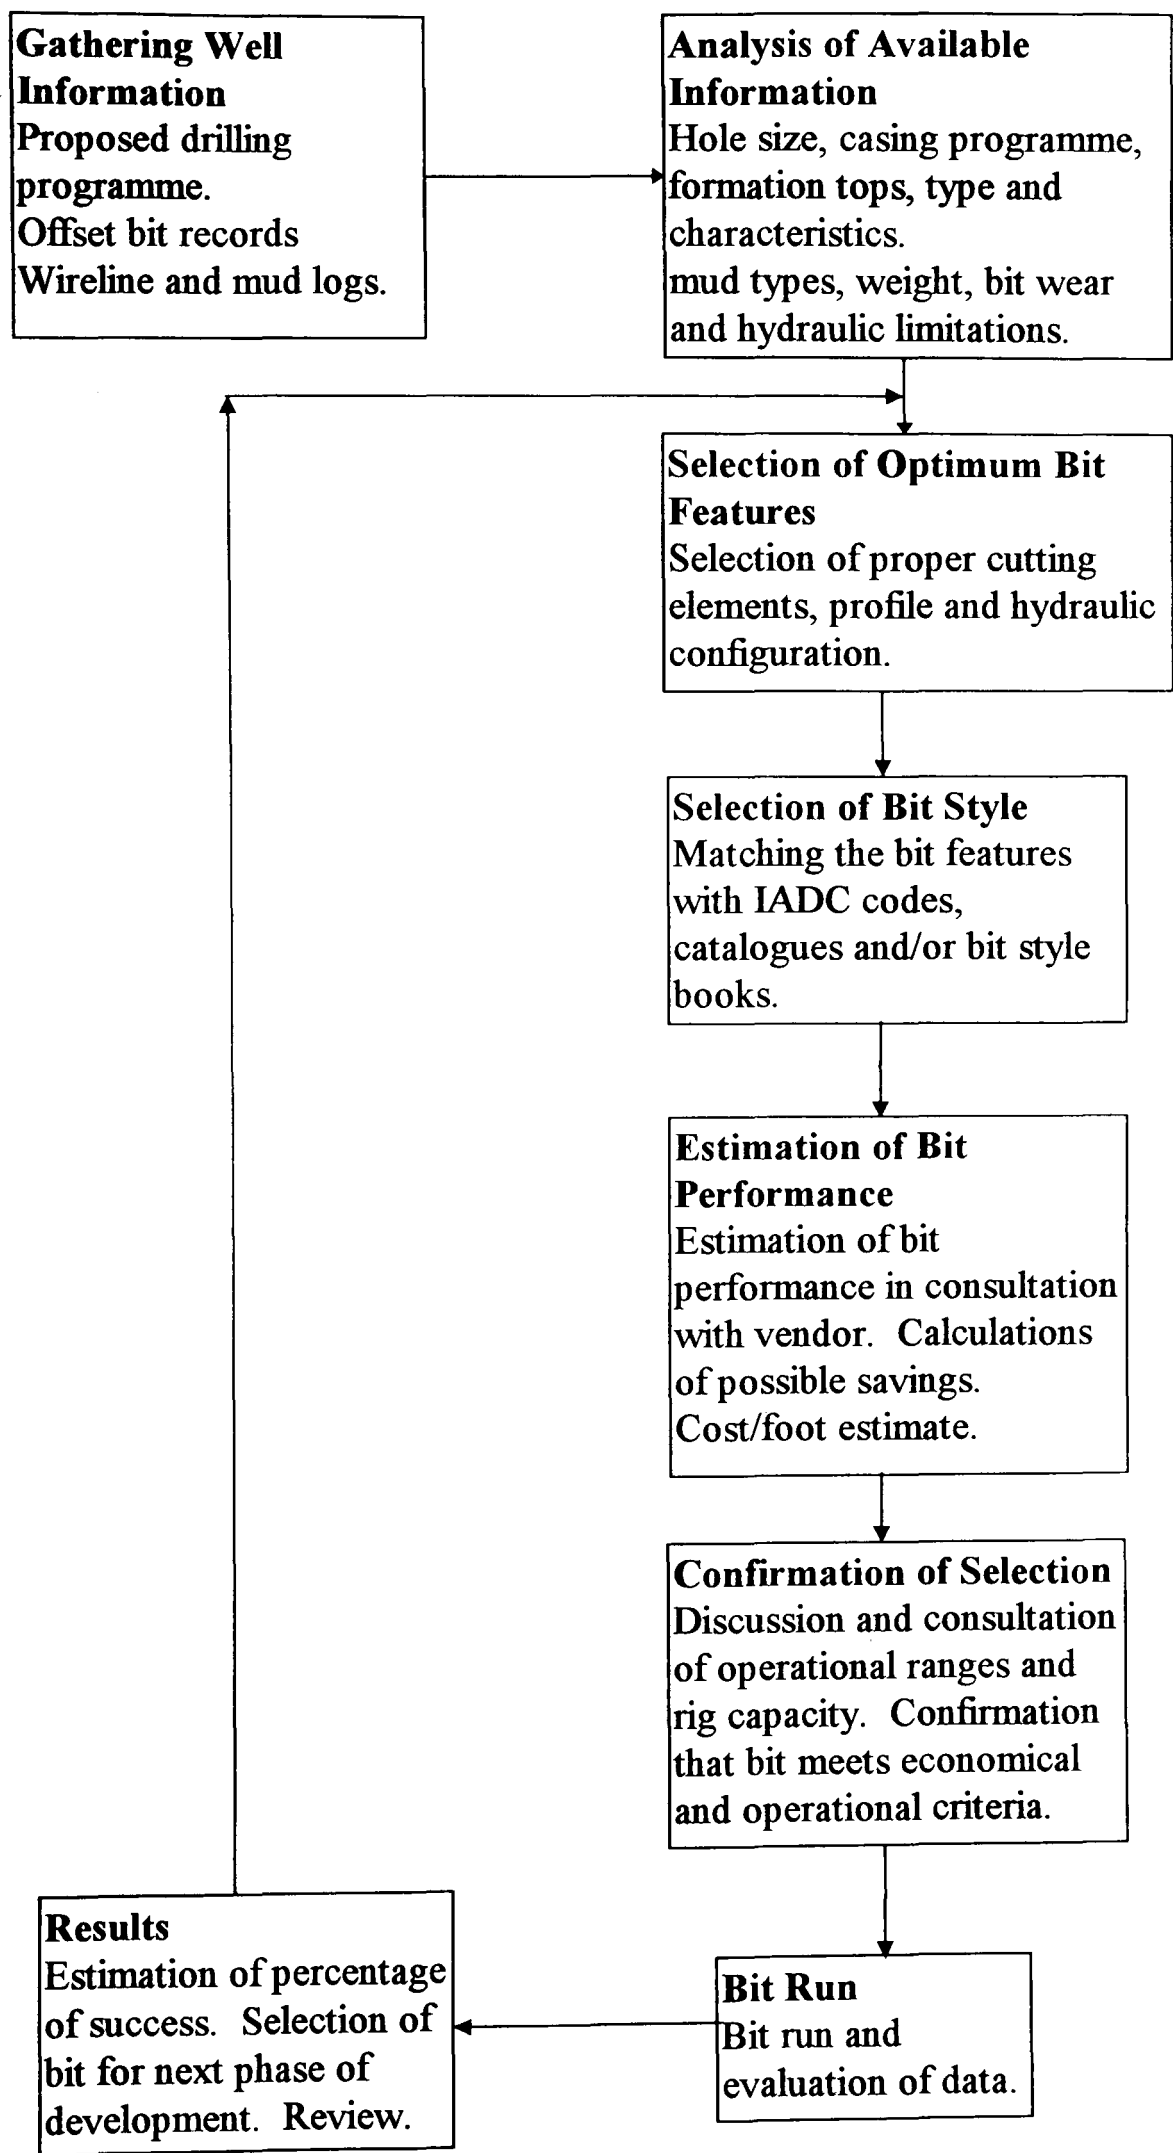 Gathering Well
Information
Proposed drilling
programme.
Offset bit records
Wireline and mud logs.
Analysis of Available
Information
Hole size, casing programme,
formation tops, type and
characteristics.
mud types, weight, bit wear
and hydraulic limitations.
Selection of Optimum Bit
Features
Selection of proper cutting
elements, profile and hydraulic
configuration.
Selection of Bit Style
Matching the bit features
with IADC codes,
catalogues and/or bit style
books.
Estimation of Bit
Performance
Estimation of bit
performance in consultation
with vendor. Calculations
of possible savings.
Cost/foot estimate.
Confirmation of Selection
Discussion and consultation
of operational ranges and
rig capacity. Confirmation
that bit meets economical
and operational criteria.
Bit Run
Bit run and
evaluation of data.
Results
Estimation of percentage
of success. Selection of
bit for next phase of
development. Review.